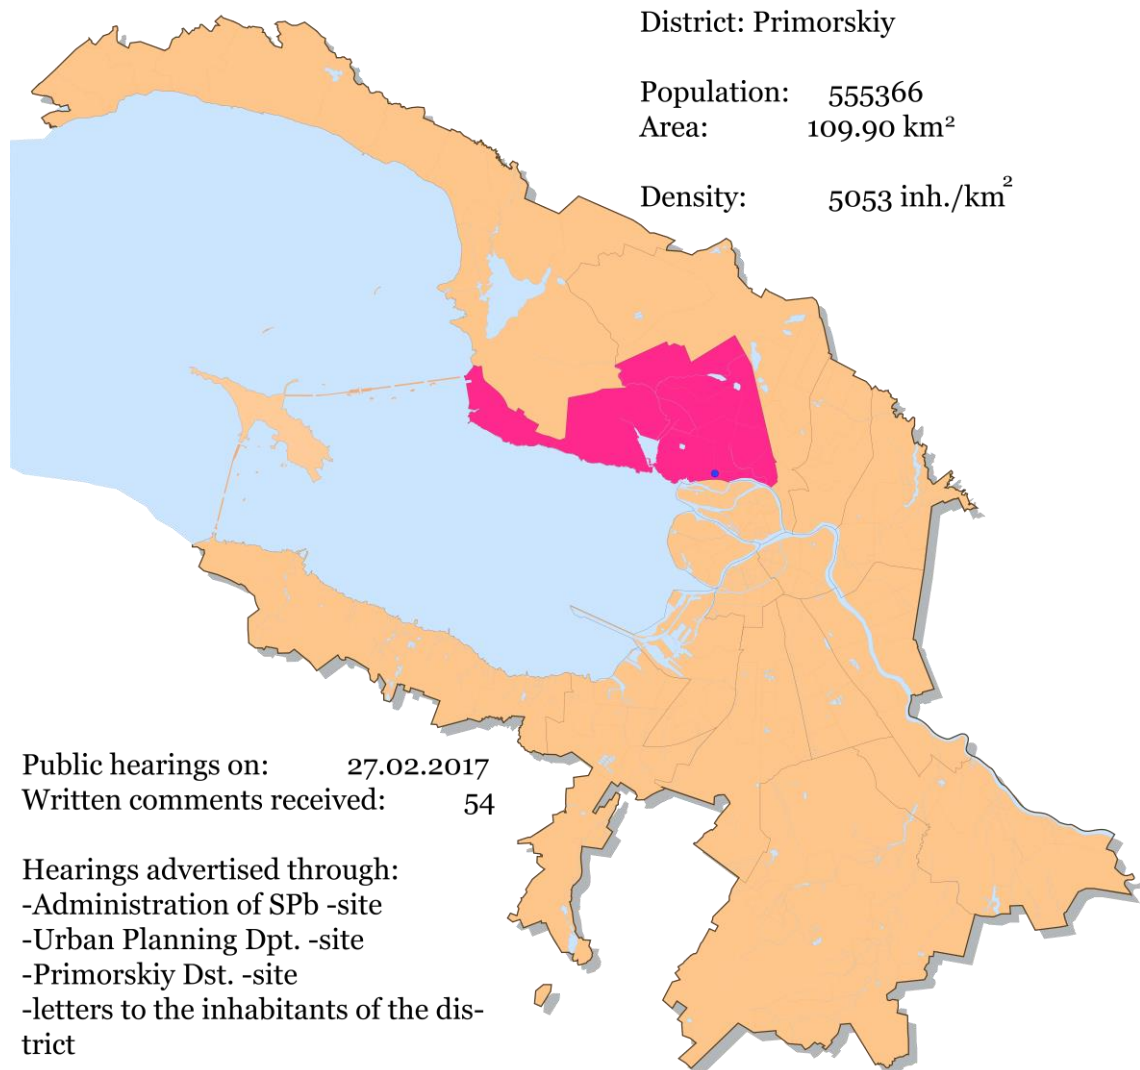 District: Primorskiy
Population: 555366
Area: 109.90 km²
Density: 5053 inh./km²
Public hearings on: 27.02.2017
Written comments received: 54
Hearings advertised through:
-Administration of SPb -site
-Urban Planning Dpt. -site
-Primorskiy Dst. -site
-letters to the inhabitants of the dis-
trict